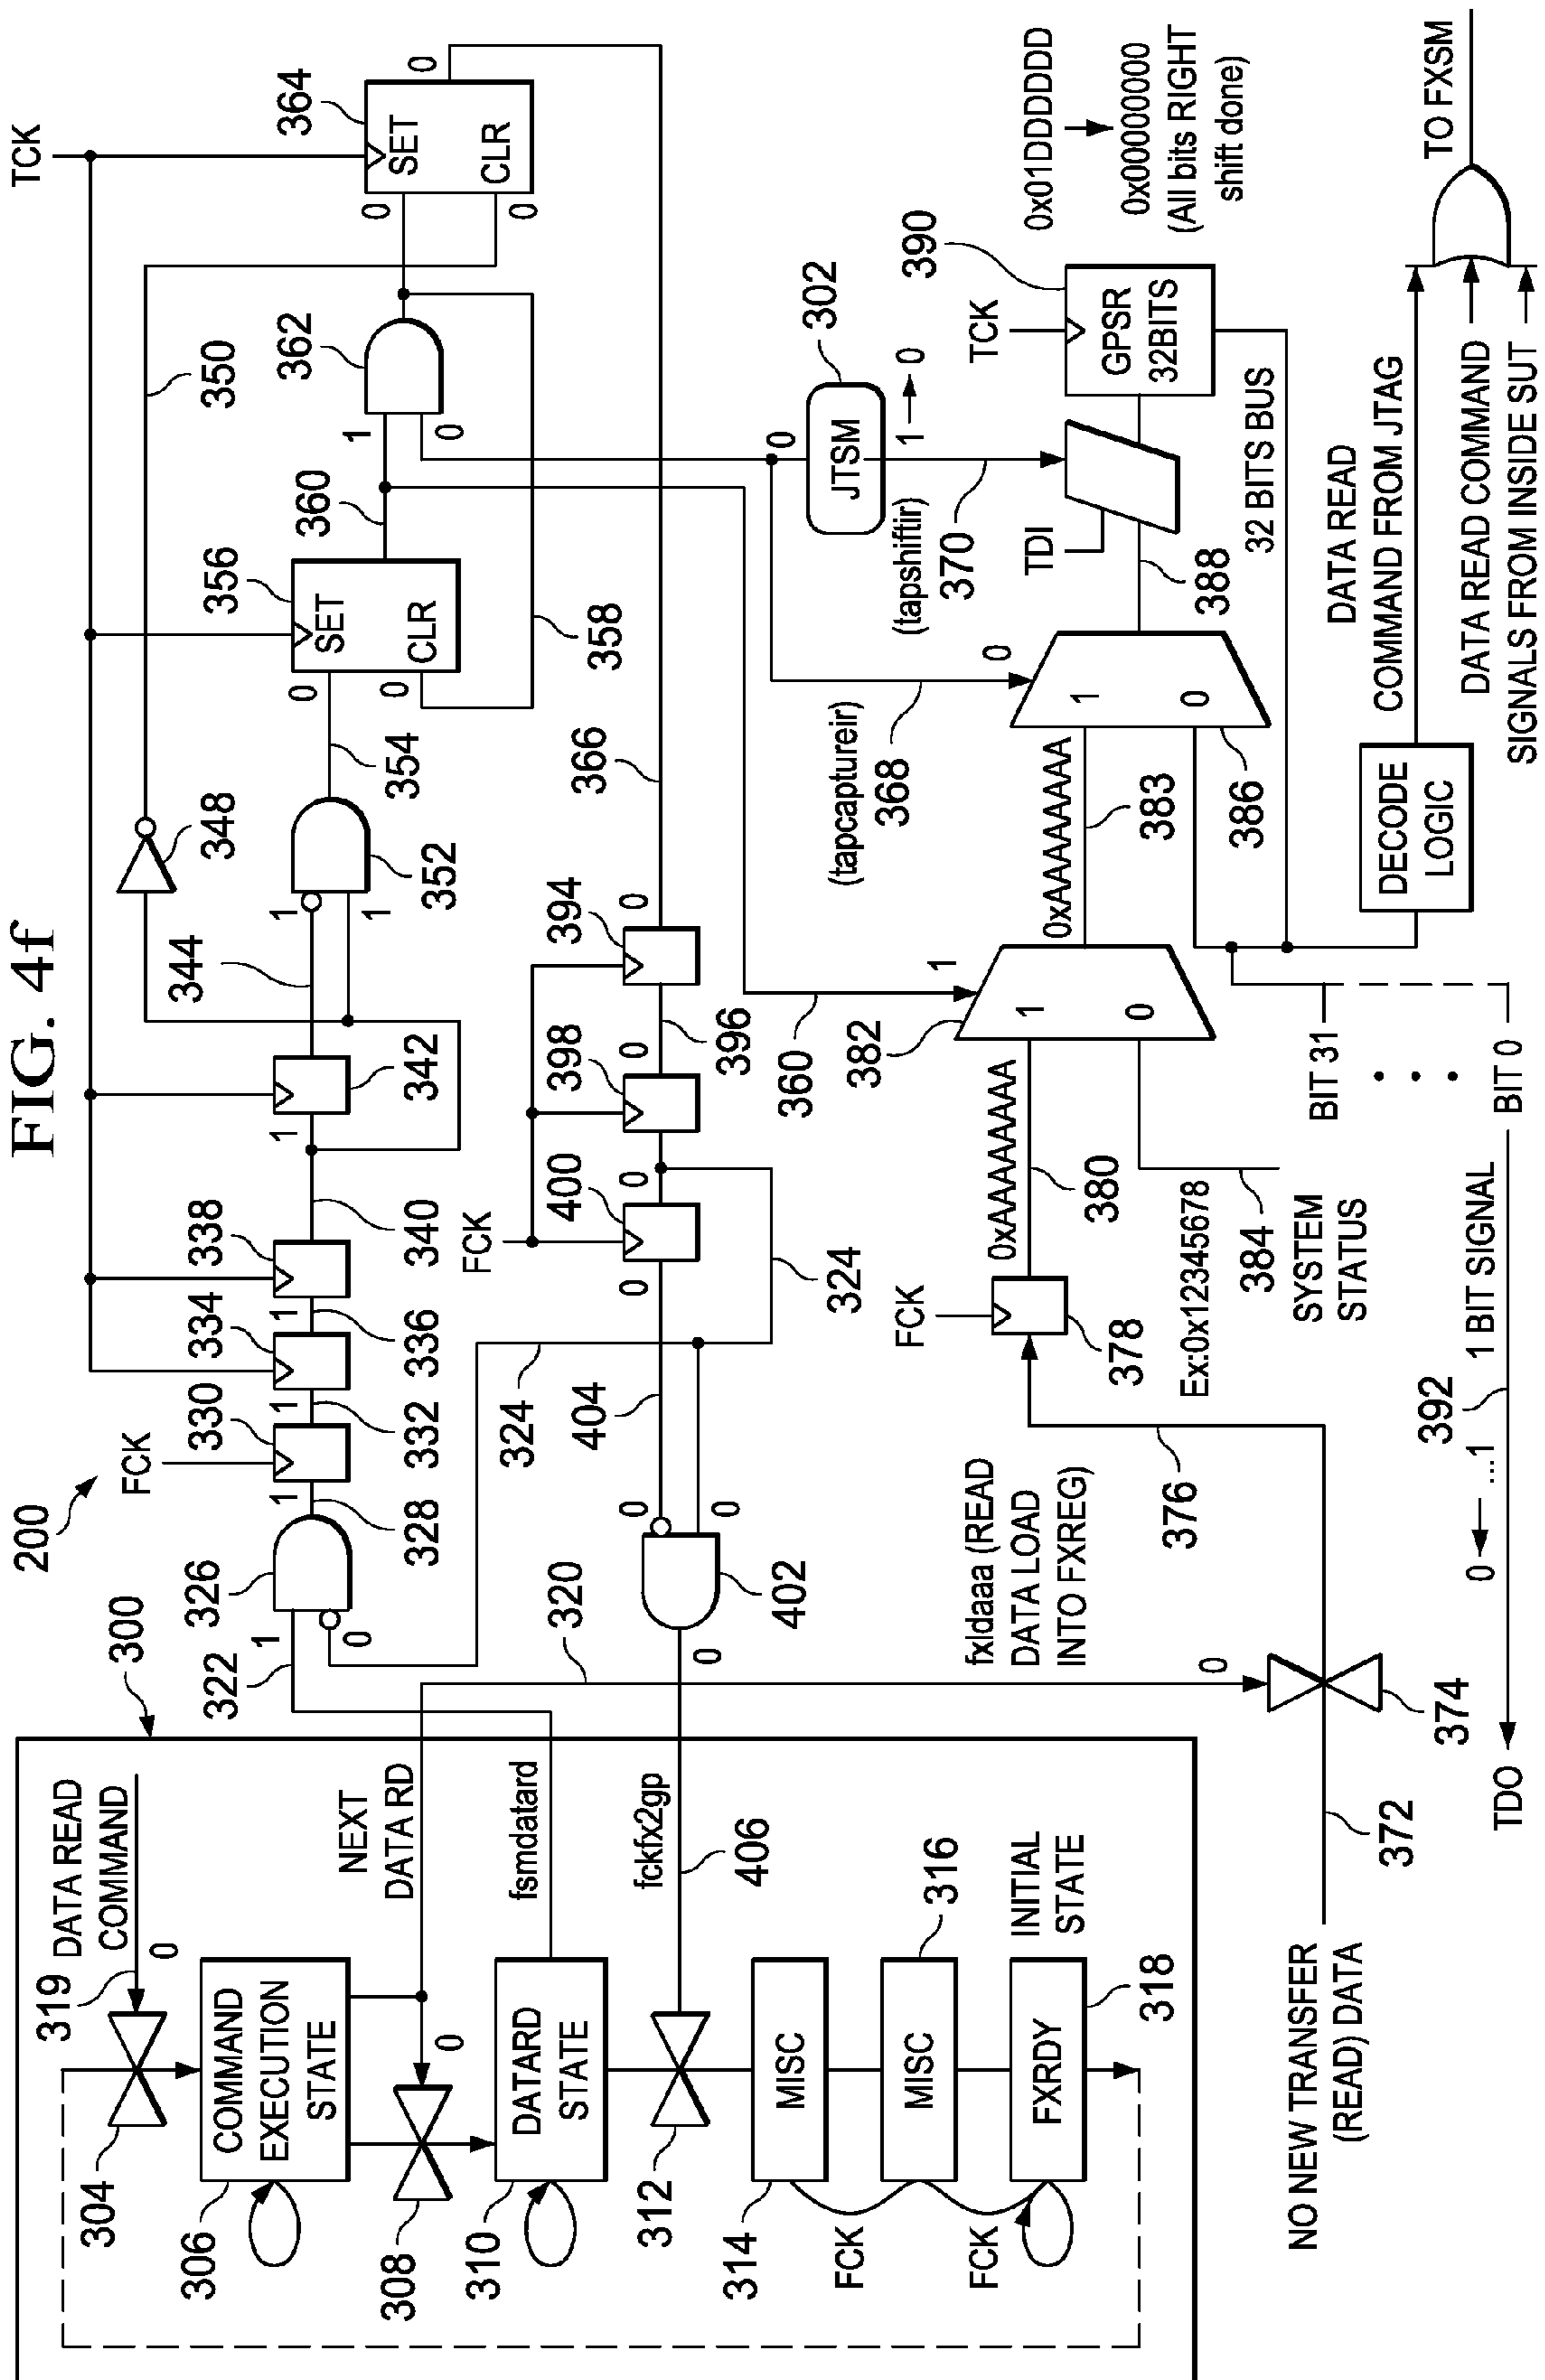 FIG. 4f
200
300
319
DATA READ
COMMAND
0
304
COMMAND
EXECUTION
STATE
306
NEXT
DATA RD
0
308
DATARD
STATE
310
fsmdatard
fckfx2gp
312
406
MISC
314
FCK
MISC
316
FCK
INITIAL
STATE
FXRDY
318
322
1
0
326
1
328
FCK
330
1
332
334
1
336
338
340
1
342
344
1
1
348
350
352
354
0
0
356
SET
CLR
358
360
1
0
362
TCK
0
0
364
SET
CLR
0
320
324
404
0
0
402
0
FCK
0
400
0
324
398
0
396
394
0
366
fxldaaa (READ
DATA LOAD
INTO FXREG)
0
374
376
372
NO NEW TRANSFER
(READ) DATA
FCK
378
0xAAAAAAAA
380
Ex:0x12345678
384
SYSTEM
STATUS
360
382
1
1
0
0xAAAAAAAA
383
(tapcaptureir)
368
0
1
0
386
388
TDI
(tapshiftir)
370
0
JTSM
302
1
0
TCK
GPSR
32BITS
390
0x01DDDDDD
0x00000000
(All bits RIGHT
shift done)
32 BITS BUS
BIT 31
BIT 0
392
0
...1
1 BIT SIGNAL
TDO
DECODE
LOGIC
DATA READ
COMMAND FROM JTAG
DATA READ COMMAND
SIGNALS FROM INSIDE SUT
TO FXSM